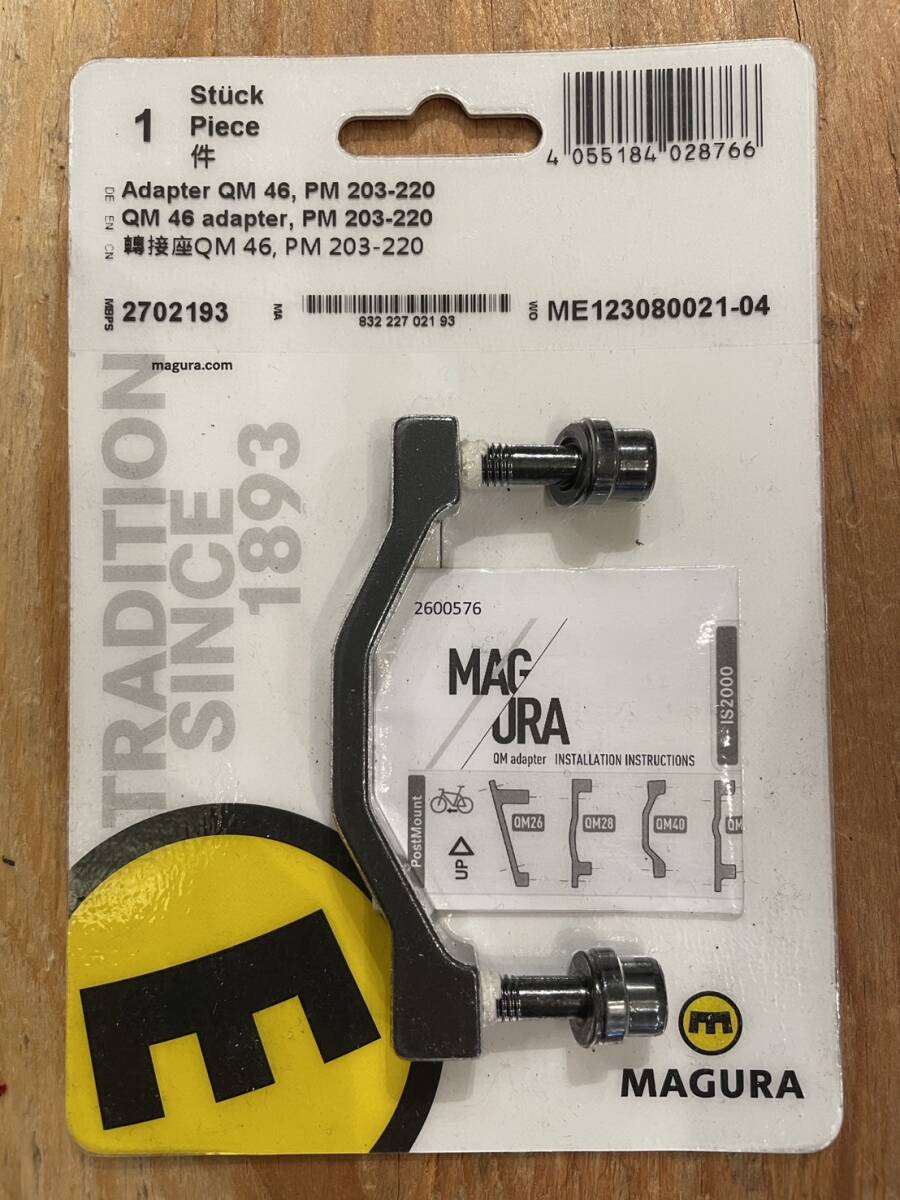 1
Stück
Piece
件
4 055184 028766
DE Adapter QM 46, PM 203-220
EN QM 46 adapter, PM 203-220
CN 轉接座QM 46, PM 203-220
MBPS 2702193
MA
832 227 021 93
WO ME123080021-04
magura.com
TRADITION
SINCE
1893
2600576
MAG
URA
QM adapter INSTALLATION INSTRUCTIONS
IS2000
PostMount
UP
QM26
QM28
QM40
QM
MAGURA